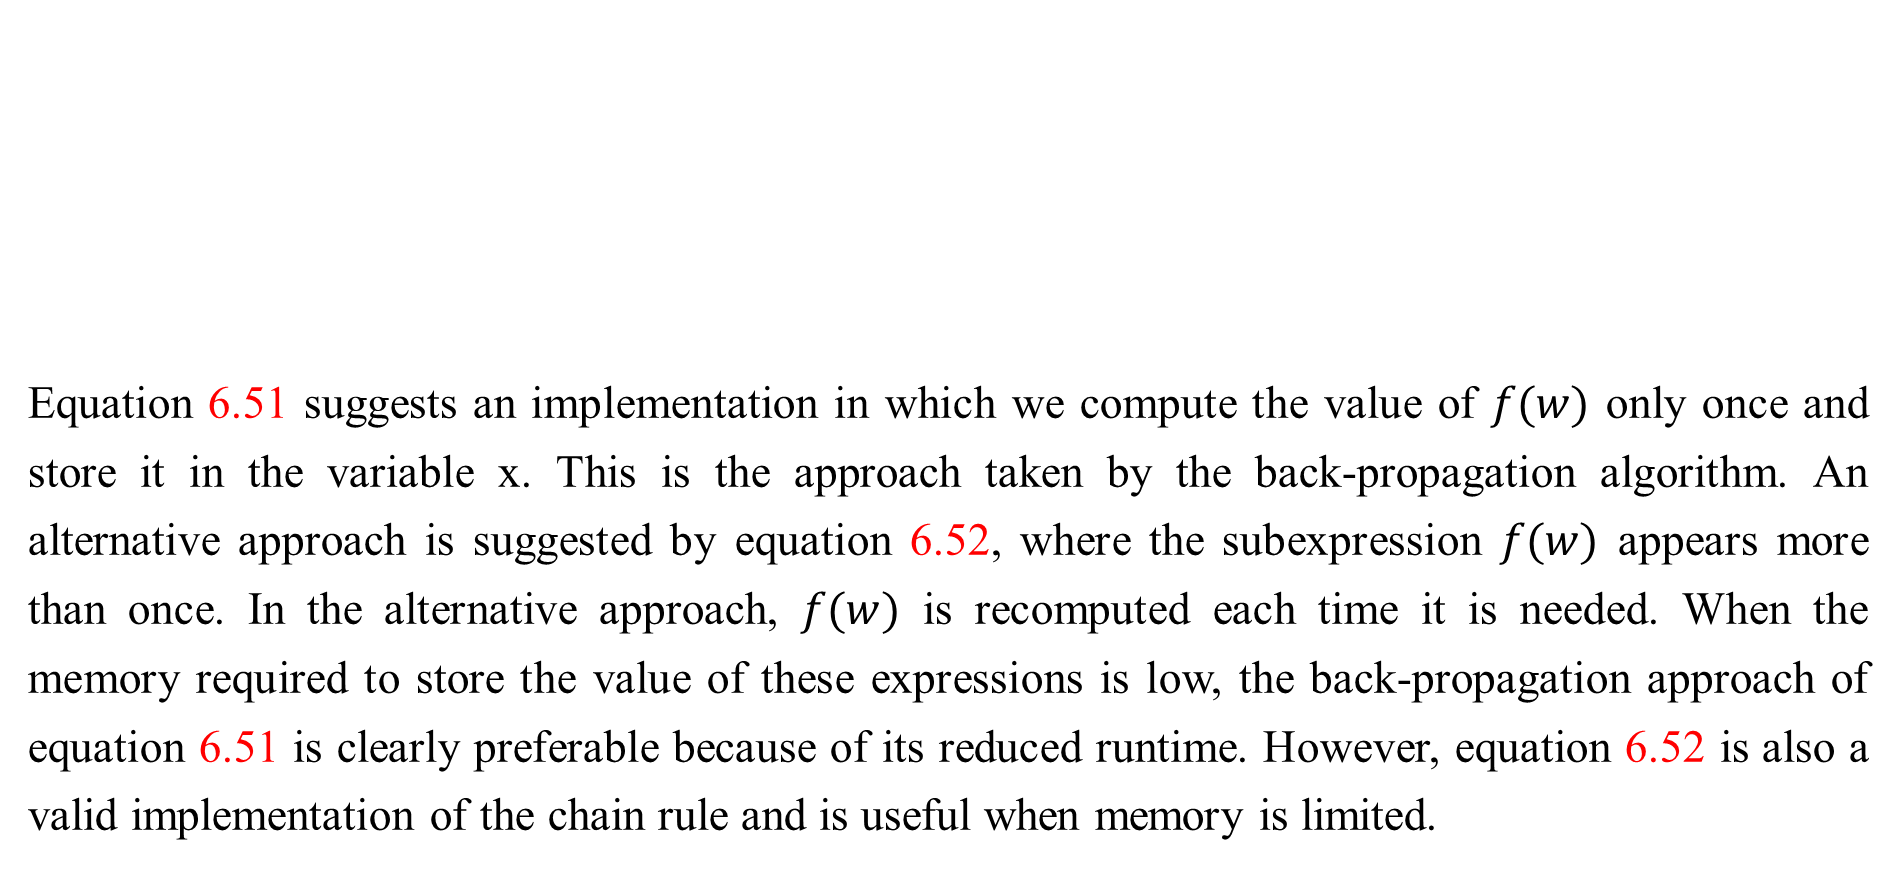 Equation 6.51 suggests an implementation in which we compute the value of f(w) only once and
store it in the variable x. This is the approach taken by the back-propagation algorithm. An
alternative approach is suggested by equation 6.52, where the subexpression f(w) appears more
than once. In the alternative approach, f(w) is recomputed each time it is needed. When the
memory required to store the value of these expressions is low, the back-propagation approach of
equation 6.51 is clearly preferable because of its reduced runtime. However, equation 6.52 is also a
valid implementation of the chain rule and is useful when memory is limited.